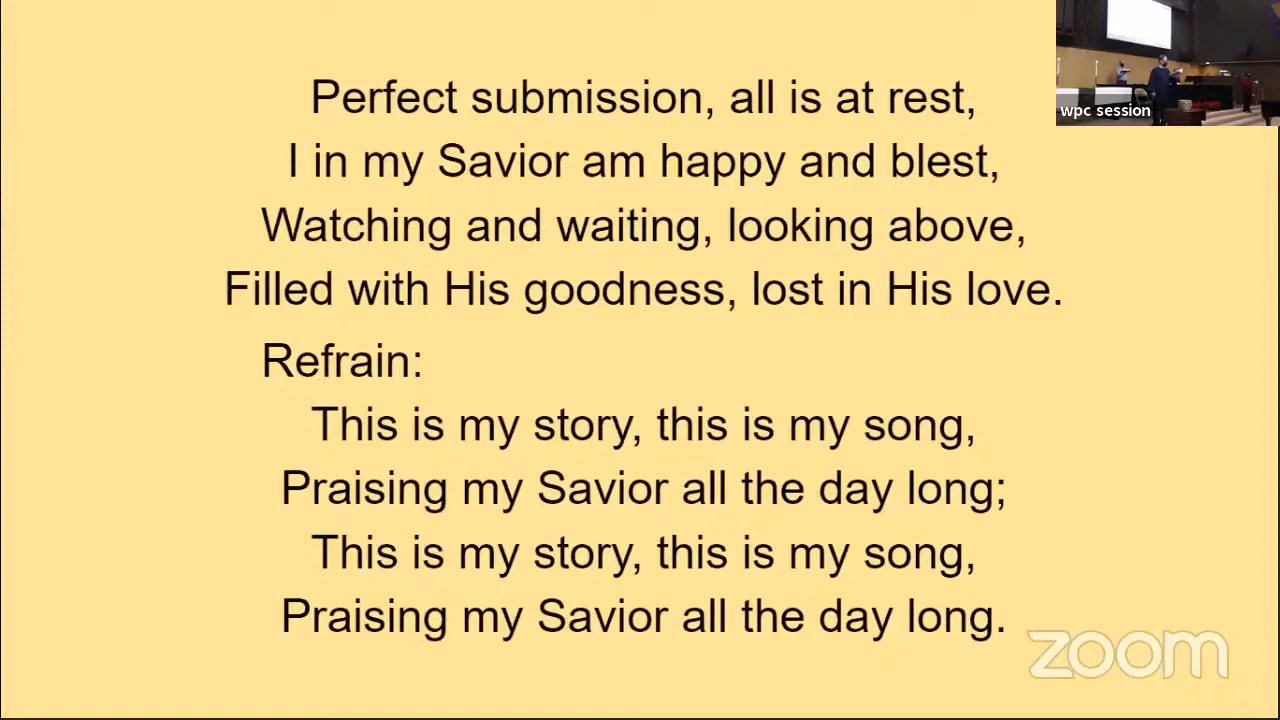 Perfect submission, all is at rest,
I in my Savior am happy and blest,
Watching and waiting, looking above,
Filled with His goodness, lost in His love.
Refrain:
This is my story, this is my song,
Praising my Savior all the day long;
This is my story, this is my song,
Praising my Savior all the day long.
wpc session
zoom